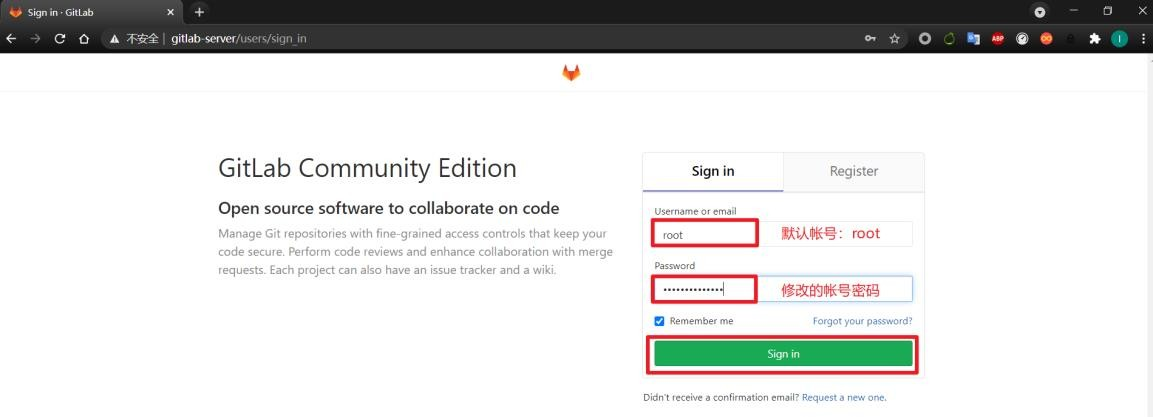 Sign in · GitLab
不安全 | gitlab-server/users/sign_in
ABP
I
GitLab Community Edition
Open source software to collaborate on code
Manage Git repositories with fine-grained access controls that keep your
code secure. Perform code reviews and enhance collaboration with merge
requests. Each project can also have an issue tracker and a wiki.
Sign in
Register
Username or email
root
默认帐号：root
Password
修改的帐号密码
Remember me
Forgot your password?
Sign in
Didn't receive a confirmation email? Request a new one.